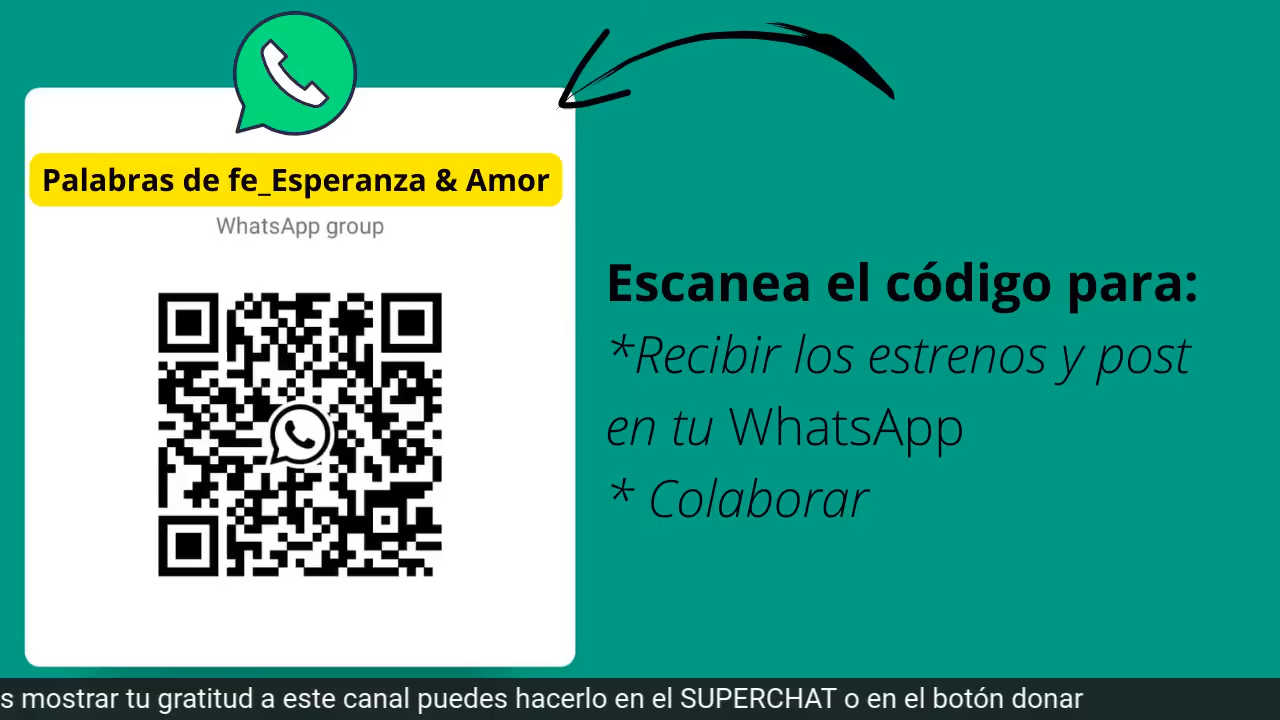 Palabras de fe_Esperanza & Amor
WhatsApp group
Escanea el código para:
*Recibir los estrenos y post
en tu WhatsApp
* Colaborar
s mostrar tu gratitud a este canal puedes hacerlo en el SUPERCHAT o en el botón donar